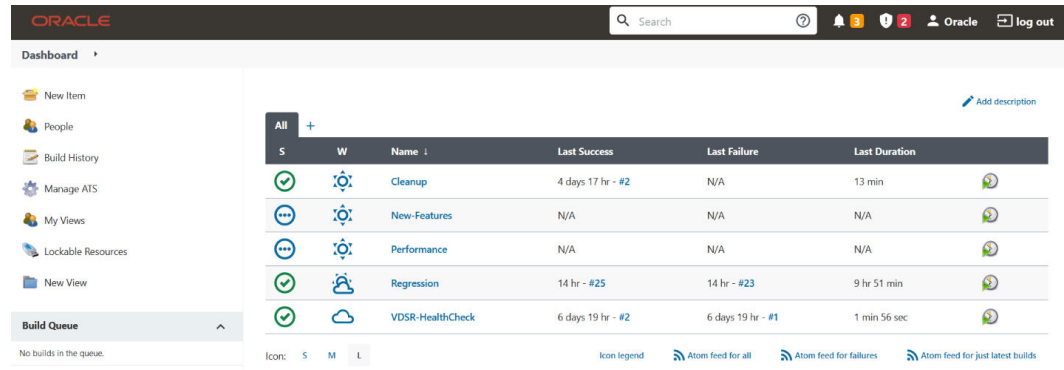 ORACLE
Search
3
2
Oracle
log out
Dashboard
New Item
People
Build History
Manage ATS
My Views
Lockable Resources
New View
Build Queue
No builds in the queue.
Add description
All +
S W Name ↓ Last Success Last Failure Last Duration
Cleanup 4 days 17 hr - #2 N/A 13 min
New-Features N/A N/A N/A
Performance N/A N/A N/A
Regression 14 hr - #25 14 hr - #23 9 hr 51 min
VDSR-HealthCheck 6 days 19 hr - #2 6 days 19 hr - #1 1 min 56 sec
Icon: S M L Icon legend Atom feed for all Atom feed for failures Atom feed for just latest builds